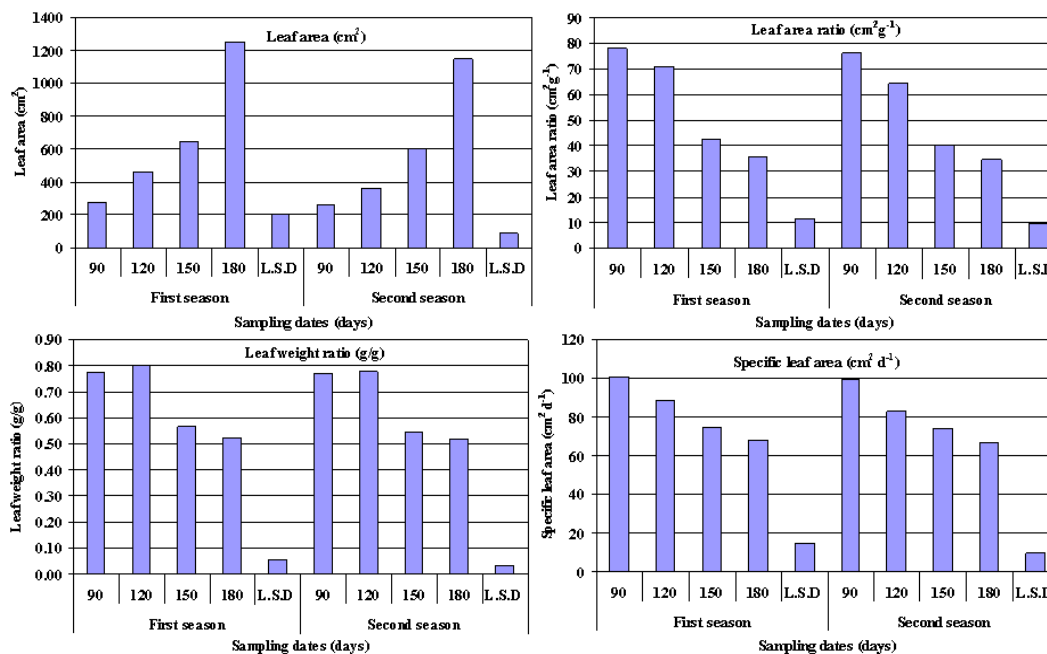 Leaf area (cm²)
Leaf area (cm²)
1400
1200
1000
800
600
400
200
0
90 120 150 180 L.S.D 90 120 150 180 L.S.D
First season Second season
Sampling dates (days)
Leaf area ratio (cm²g⁻¹)
Leaf area ratio (cm²g⁻¹)
90
80
70
60
50
40
30
20
10
0
90 120 150 180 L.S.D 90 120 150 180 L.S.D
First season Second season
Sampling dates (days)
Leaf weight ratio (g/g)
Leaf weight ratio (g/g)
0.90
0.80
0.70
0.60
0.50
0.40
0.30
0.20
0.10
0.00
90 120 150 180 L.S.D 90 120 150 180 L.S.D
First season Second season
Sampling dates (days)
Specific leaf area (cm² d⁻¹)
Specific leaf area (cm² d⁻¹)
120
100
80
60
40
20
0
90 120 150 180 L.S.D 90 120 150 180 L.S.D
First season Second season
Sampling dates (days)